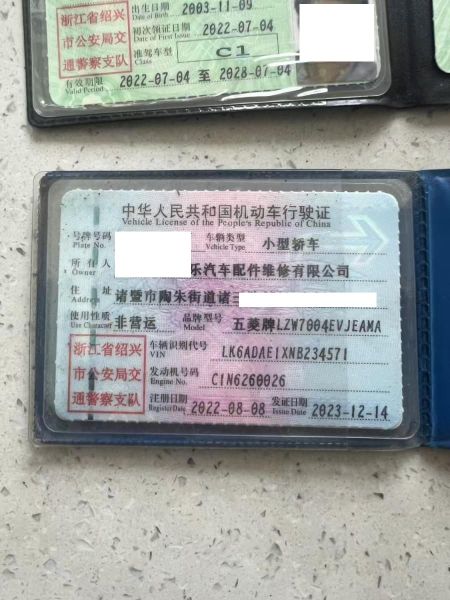 出生日期 2003-11-09
Date of Birth
初次领证日期 2022-07-04
Date of First Issue
准驾车型 C1
Class
浙江省绍兴
市公安局交
通警察支队
有效期限 2022-07-04 至 2028-07-04
Valid Period
中华人民共和国机动车行驶证
Vehicle License of the People's Republic of China
号牌号码 车辆类型 小型轿车
Plate No. Vehicle Type
所有人 乐汽车配件维修有限公司
Owner
住址 诸暨市陶朱街道诸三
Address
使用性质 非营运 品牌型号 五菱牌LZW7004EVJEAMA
Use Character Model
浙江省绍兴
市公安局交
通警察支队
车辆识别代号 LK6ADAE1XNB234571
VIN
发动机号码 C1N6260026
Engine No.
注册日期 2022-08-08 发证日期 2023-12-14
Register Date Issue Date